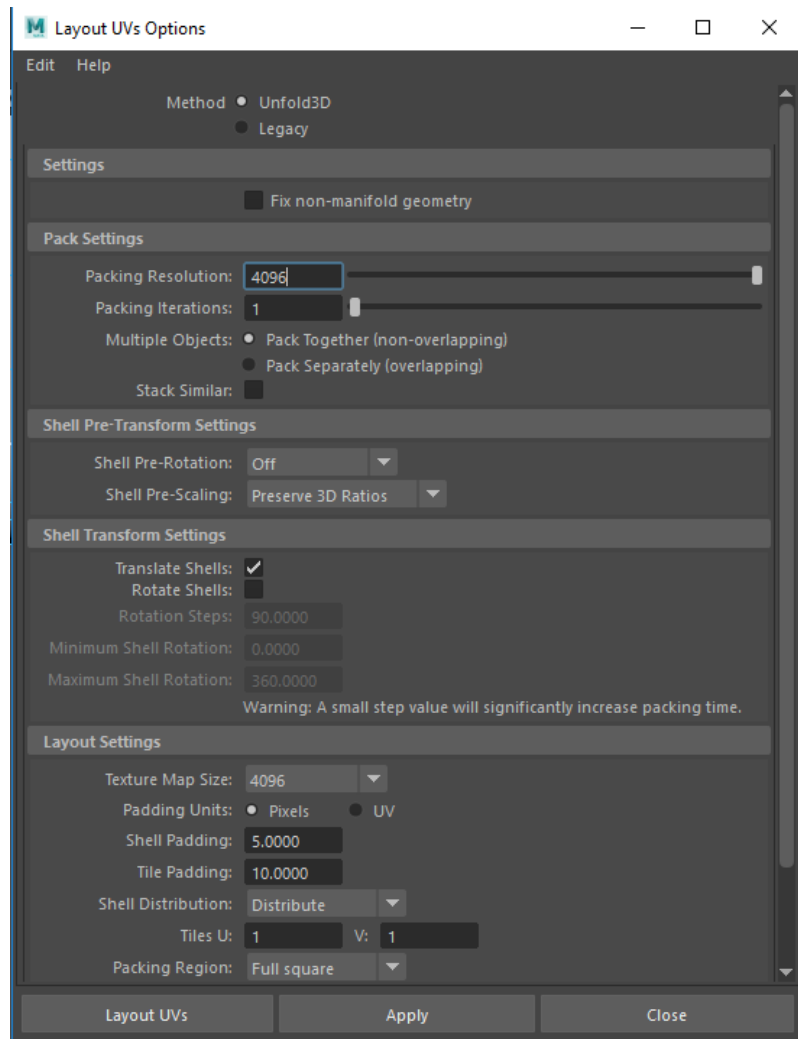 Layout UVs Options
Edit Help
Method Unfold3D
Legacy
Settings
Fix non-manifold geometry
Pack Settings
Packing Resolution: 4096
Packing Iterations: 1
Multiple Objects: Pack Together (non-overlapping)
Pack Separately (overlapping)
Stack Similar:
Shell Pre-Transform Settings
Shell Pre-Rotation: Off
Shell Pre-Scaling: Preserve 3D Ratios
Shell Transform Settings
Translate Shells:
Rotate Shells:
Rotation Steps: 90.0000
Minimum Shell Rotation: 0.0000
Maximum Shell Rotation: 360.0000
Warning: A small step value will significantly increase packing time.
Layout Settings
Texture Map Size: 4096
Padding Units: Pixels UV
Shell Padding: 5.0000
Tile Padding: 10.0000
Shell Distribution: Distribute
Tiles U: 1 V: 1
Packing Region: Full square
Layout UVs Apply Close